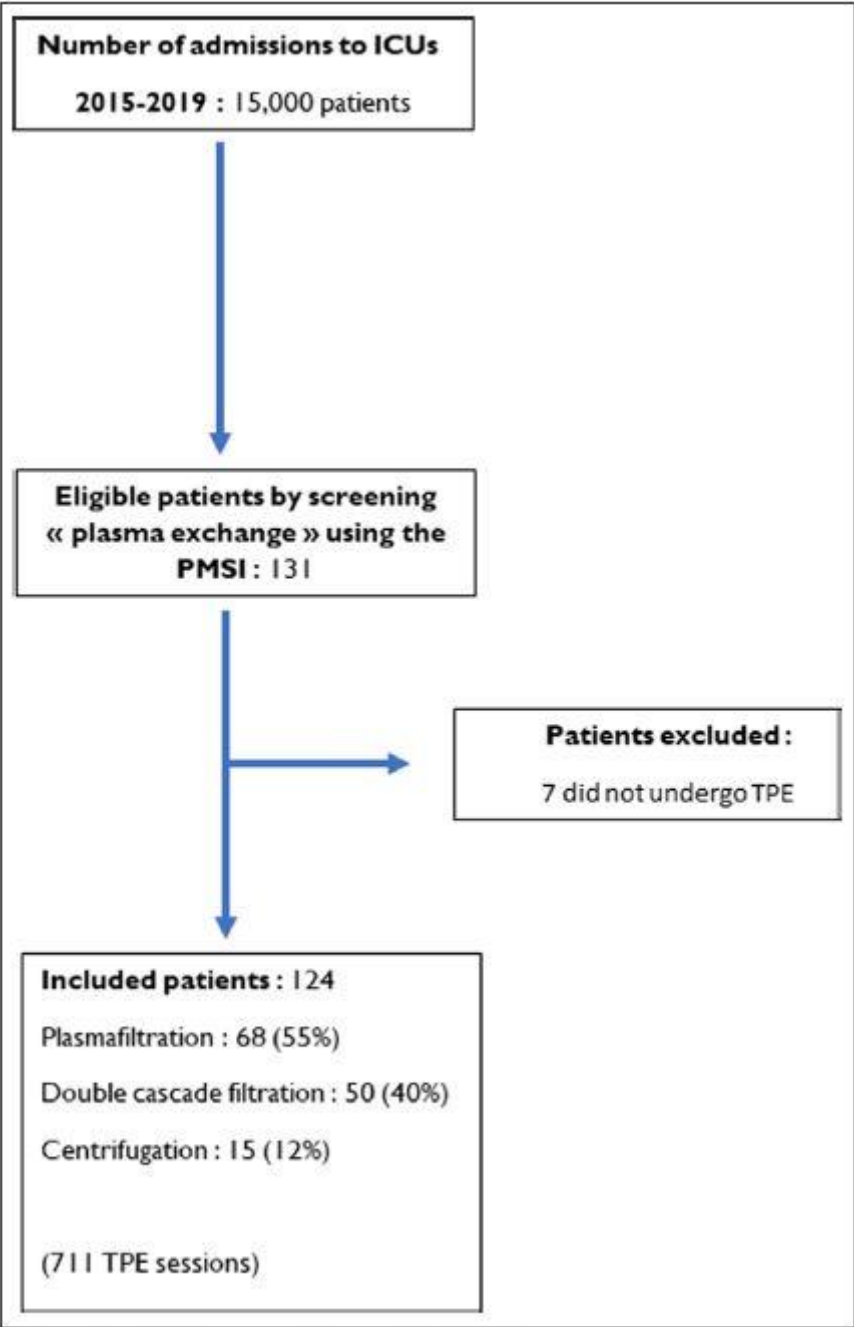 Number of admissions to ICUs
2015-2019 : 15,000 patients
Eligible patients by screening
« plasma exchange » using the
PMSI : 131
Patients excluded :
7 did not undergo TPE
Included patients : 124
Plasmafiltration : 68 (55%)
Double cascade filtration : 50 (40%)
Centrifugation : 15 (12%)
(711 TPE sessions)